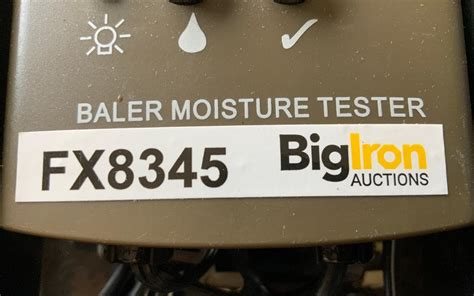 BALER MOISTURE TESTER
FX8345
BigIron
AUCTIONS